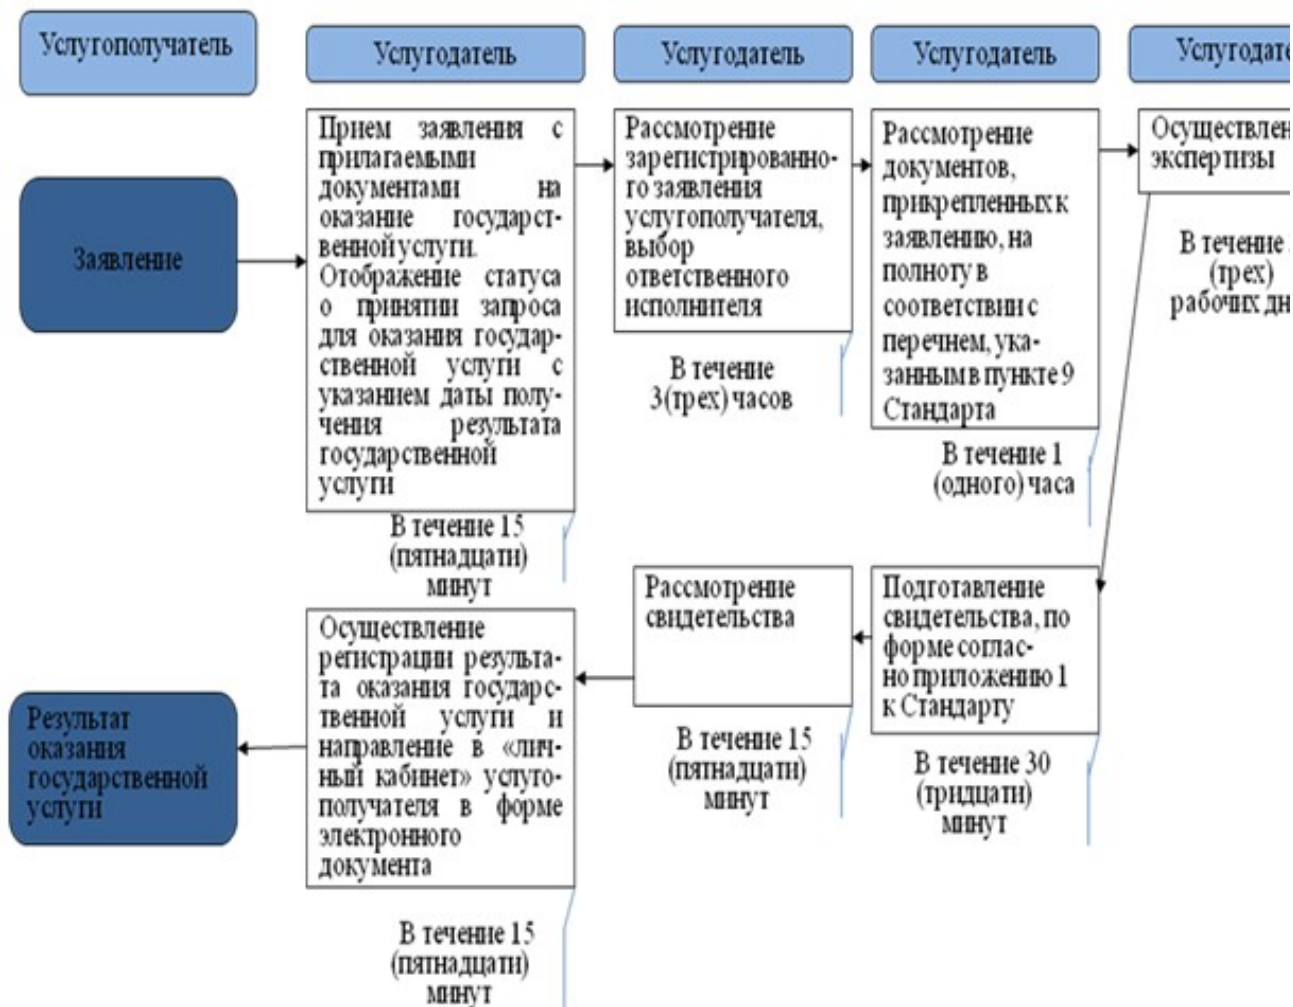 Услугополучатель
Услугодатель
Услугодатель
Услугодатель
Заявление
Прием заявления с
прилагаемыми
документами на
оказание государст-
венной услуги.
Отображение статуса
о принятии запроса
для оказания государ-
ственной услуги с
указанием даты полу-
чения результата
государственной
услуги
В течение 15
(пятнадцати)
минут
Рассмотрение
зарегистрированно-
го заявления
услугополучателя,
выбор
ответственного
исполнителя
В течение
3(трех) часов
Рассмотрение
документов,
прикрепленных к
заявлению, на
полноту в
соответствии с
перечнем, ука-
занным в пункте 9
Стандарта
В течение 1
(одного) часа
экспертизы
В течение
(трех)
рабочих
Подготавление
свидетельства, по
форме соглас-
но приложению 1
к Стандарту
В течение 30
(тридцати)
минут
Рассмотрение
свидетельства
В течение 15
(пятнадцати)
минут
Осуществление
регистрации результа-
та оказания государс-
твенной услуги и
направление в «лич-
ный кабинет» услуго-
получателя в форме
электронного
документа
В течение 15
(пятнадцати)
минут
Результат
оказания
государственной
услуги